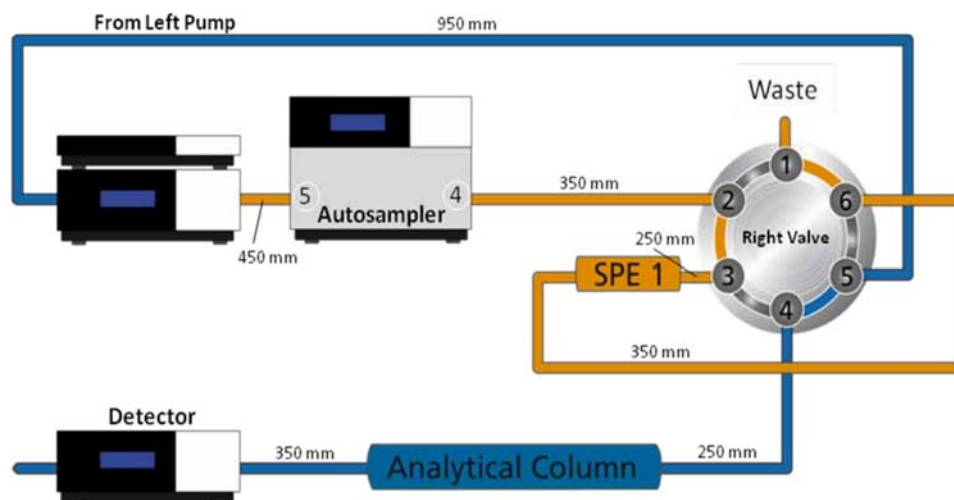 From Left Pump
950 mm
Waste
1
5
4
350 mm
2
6
Autosampler
450 mm
Right Valve
250 mm
SPE 1
3
5
4
350 mm
Detector
350 mm
Analytical Column
250 mm